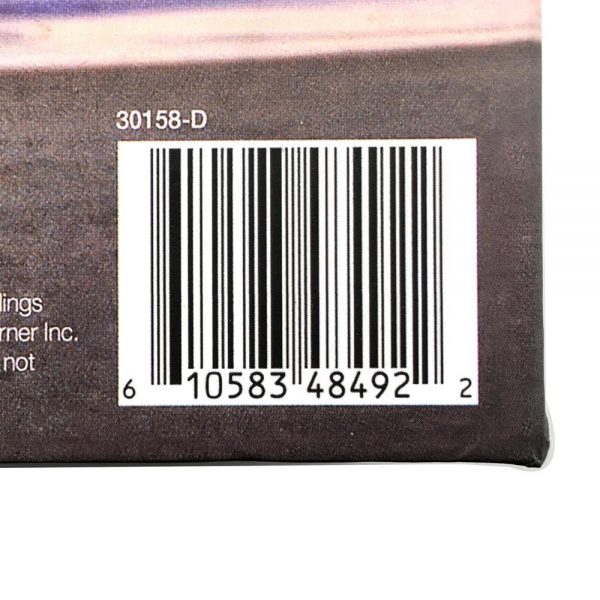 30158-D
lings
rner Inc.
not
6 10583 48492 2